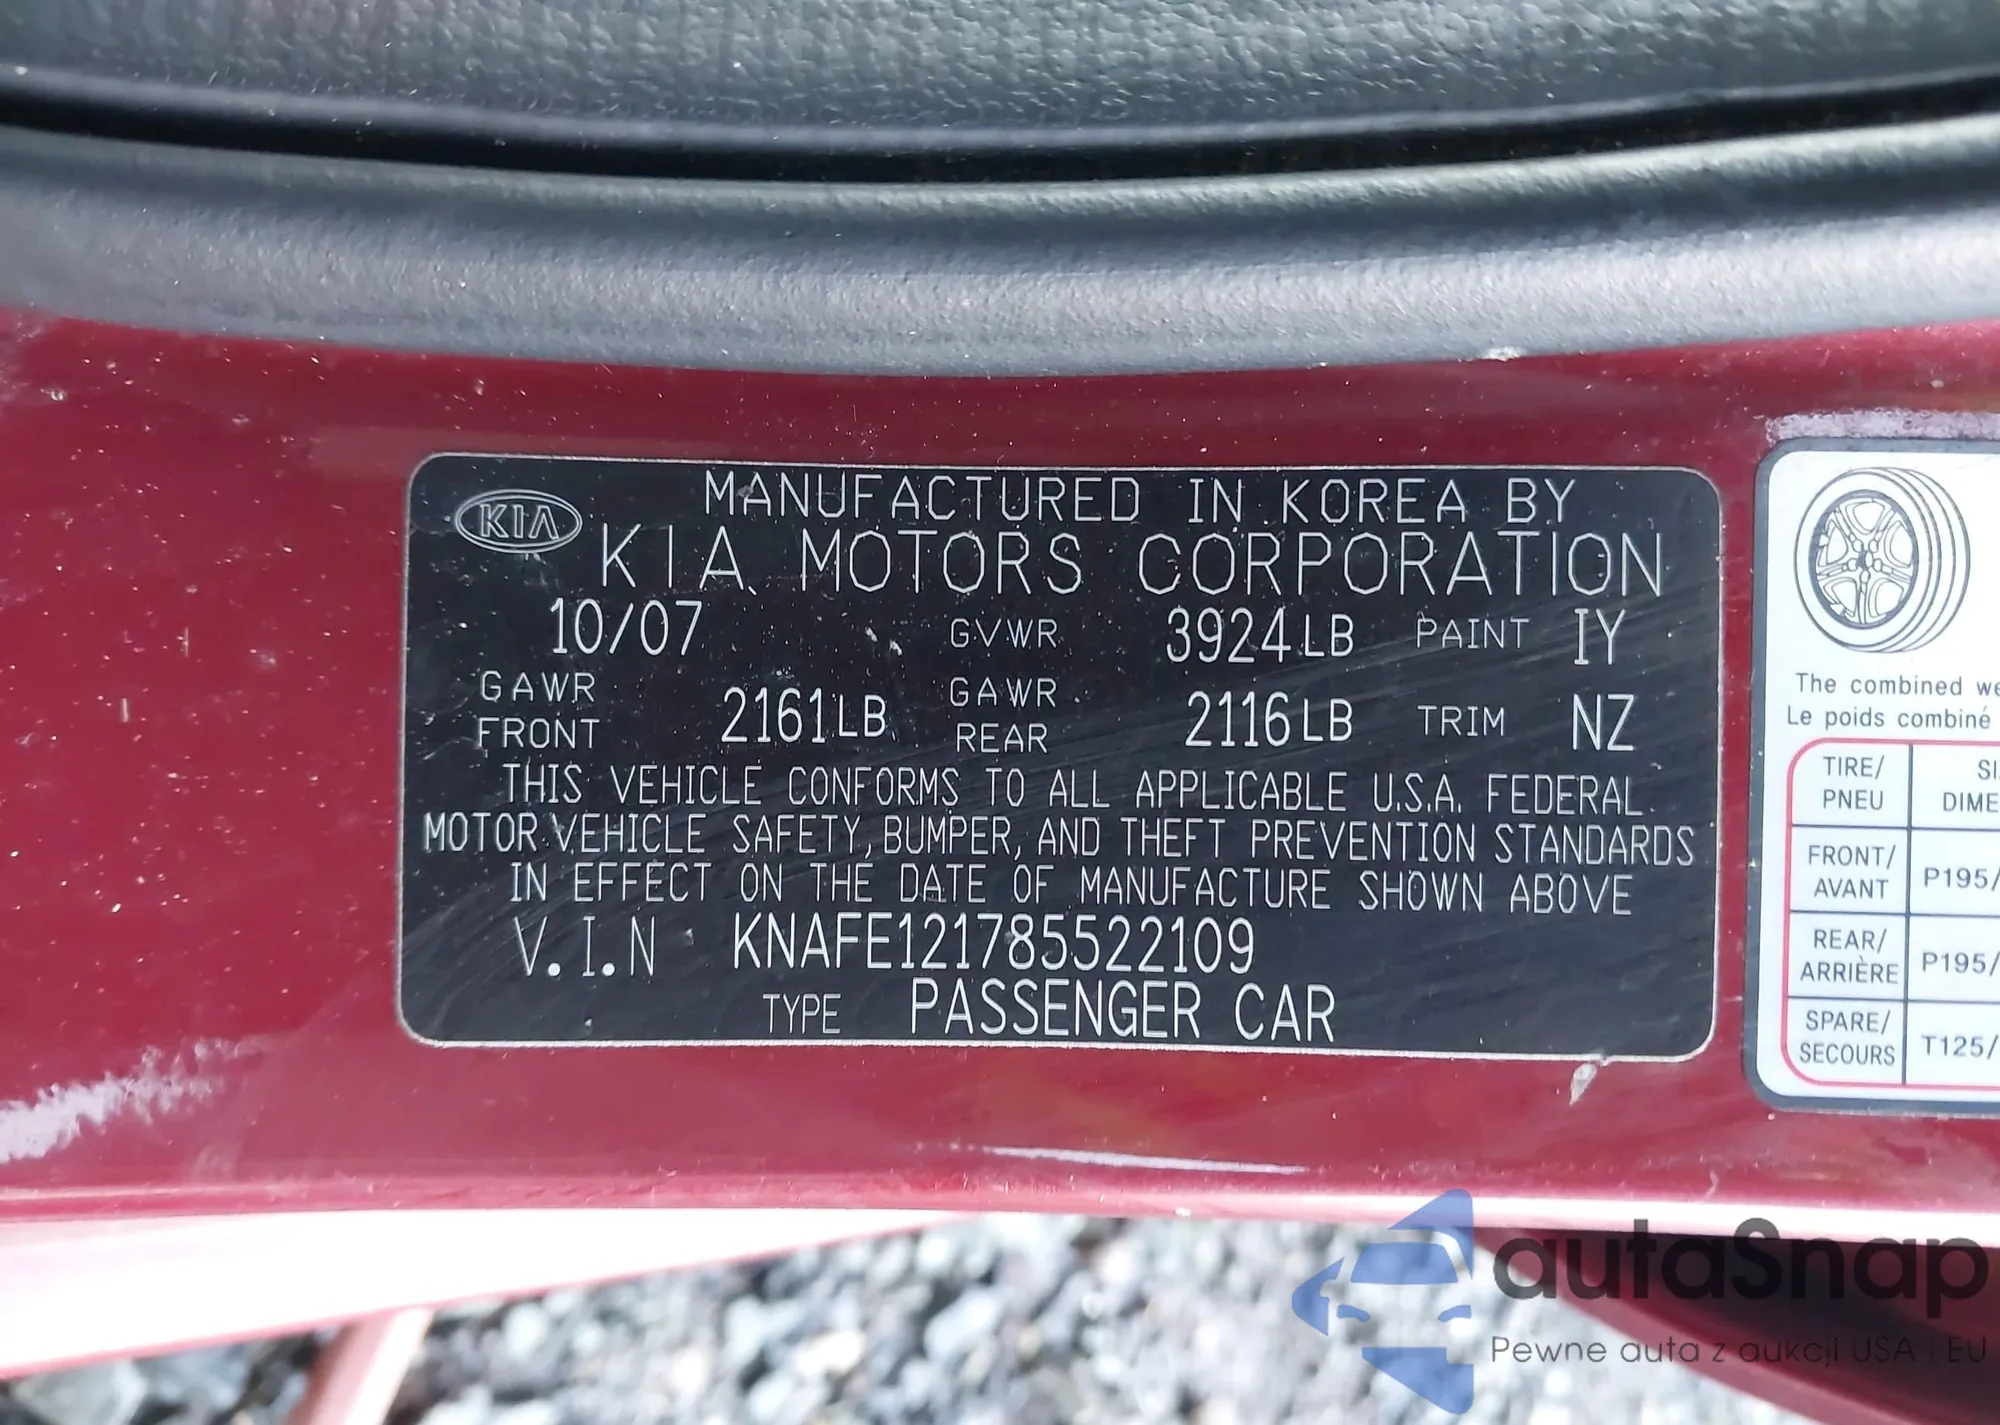 MANUFACTURED IN KOREA BY
KIA KIA MOTORS CORPORATION
10/07 GVWR 3924LB PAINT IY
GAWR FRONT 2161LB GAWR REAR 2116LB TRIM NZ
THIS VEHICLE CONFORMS TO ALL APPLICABLE U.S.A. FEDERAL
MOTOR VEHICLE SAFETY, BUMPER, AND THEFT PREVENTION STANDARDS
IN EFFECT ON THE DATE OF MANUFACTURE SHOWN ABOVE
V.I.N KNAFE121785522109
TYPE PASSENGER CAR
The combined
Le poids combiné
TIRE/
PNEU
FRONT/
AVANT P195/
REAR/
ARRIÈRE P195/
SPARE/
SECOURS T125/
autoSnap
Pewne auta z aukcji USA i EU